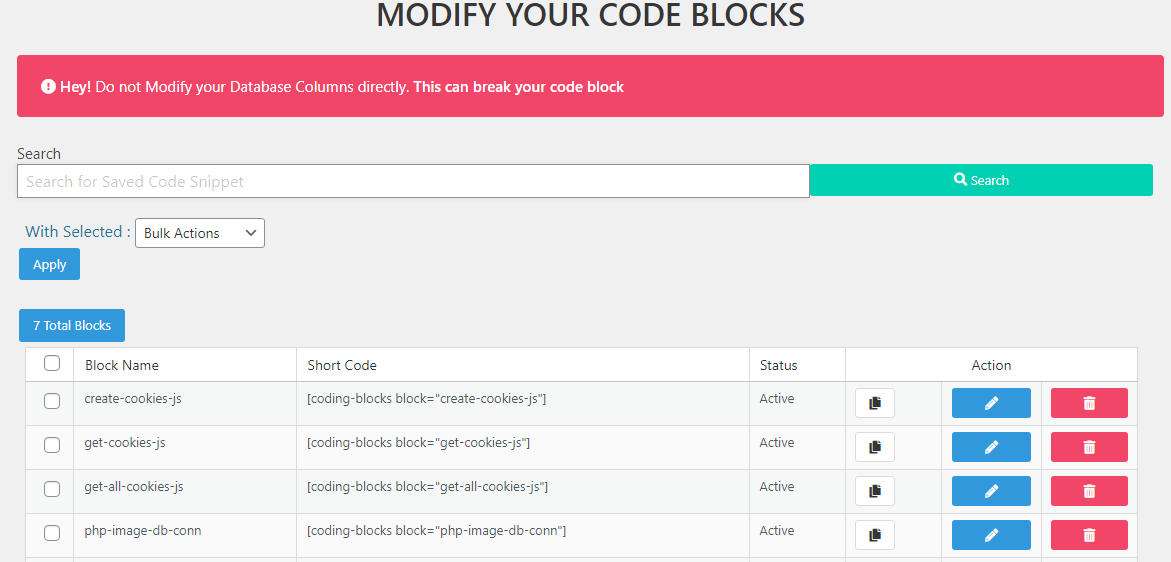 MODIFY YOUR CODE BLOCKS
Hey! Do not Modify your Database Columns directly. This can break your code block
Search
Search for Saved Code Snippet
Search
With Selected :
Bulk Actions
Apply
7 Total Blocks
Block Name Short Code Status Action
create-cookies-js [coding-blocks block="create-cookies-js"] Active
get-cookies-js [coding-blocks block="get-cookies-js"] Active
get-all-cookies-js [coding-blocks block="get-all-cookies-js"] Active
php-image-db-conn [coding-blocks block="php-image-db-conn"] Active